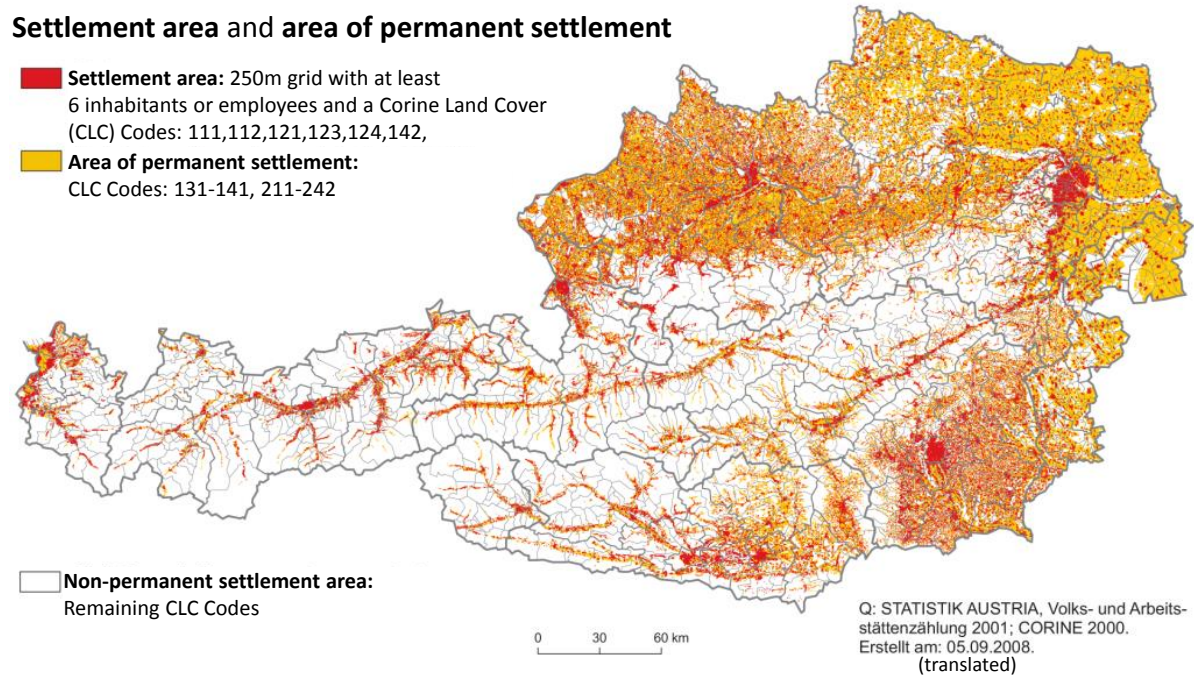 Settlement area and area of permanent settlement
Settlement area: 250m grid with at least
6 inhabitants or employees and a Corine Land Cover
(CLC) Codes: 111,112,121,123,124,142,
Area of permanent settlement:
CLC Codes: 131-141, 211-242
Non-permanent settlement area:
Remaining CLC Codes
0 30 60 km
Q: STATISTIK AUSTRIA, Volks- und Arbeits-
stättenzählung 2001; CORINE 2000.
Erstellt am: 05.09.2008.
(translated)